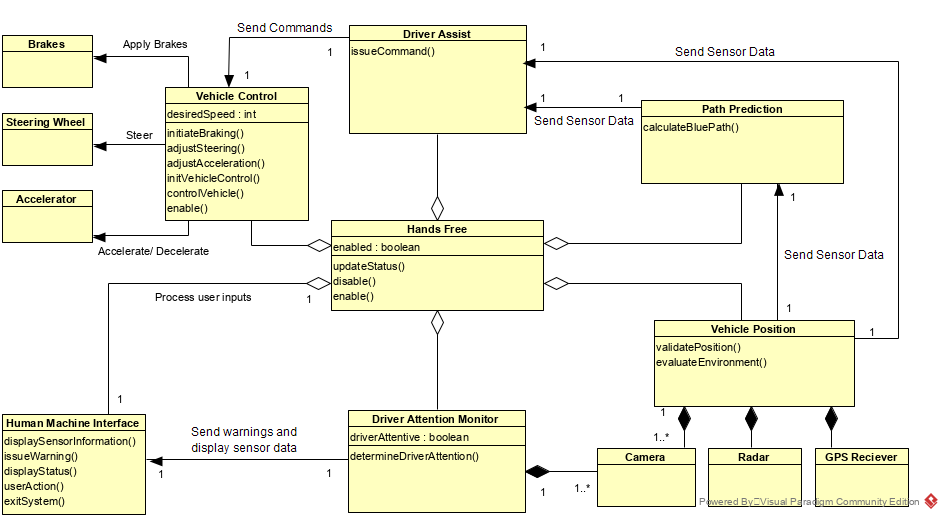 Send Commands
1
1
Driver Assist
issueCommand()
1
Send Sensor Data
Brakes
Apply Brakes
Vehicle Control
desiredSpeed : int
initiateBraking()
adjustSteering()
adjustAcceleration()
initVehicleControl()
controlVehicle()
enable()
1
1
Send Sensor Data
Path Prediction
calculateBluePath()
Steering Wheel
Steer
Accelerator
Accelerate/ Decelerate
1
Send Sensor Data
1
1
Hands Free
enabled : boolean
updateStatus()
disable()
enable()
Process user inputs
1
1
Vehicle Position
validatePosition()
evaluateEnvironment()
1
1..*
Human Machine Interface
displaySensorInformation()
issueWarning()
displayStatus()
userAction()
exitSystem()
Send warnings and
display sensor data
1
1
Driver Attention Monitor
driverAttentive : boolean
determineDriverAttention()
1
1..*
Camera
Radar
GPS Reciever
Powered By Visual Paradigm Community Edition